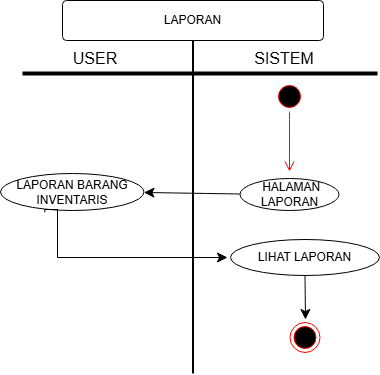 LAPORAN
USER
SISTEM
LAPORAN BARANG
INVENTARIS
HALAMAN
LAPORAN
LIHAT LAPORAN